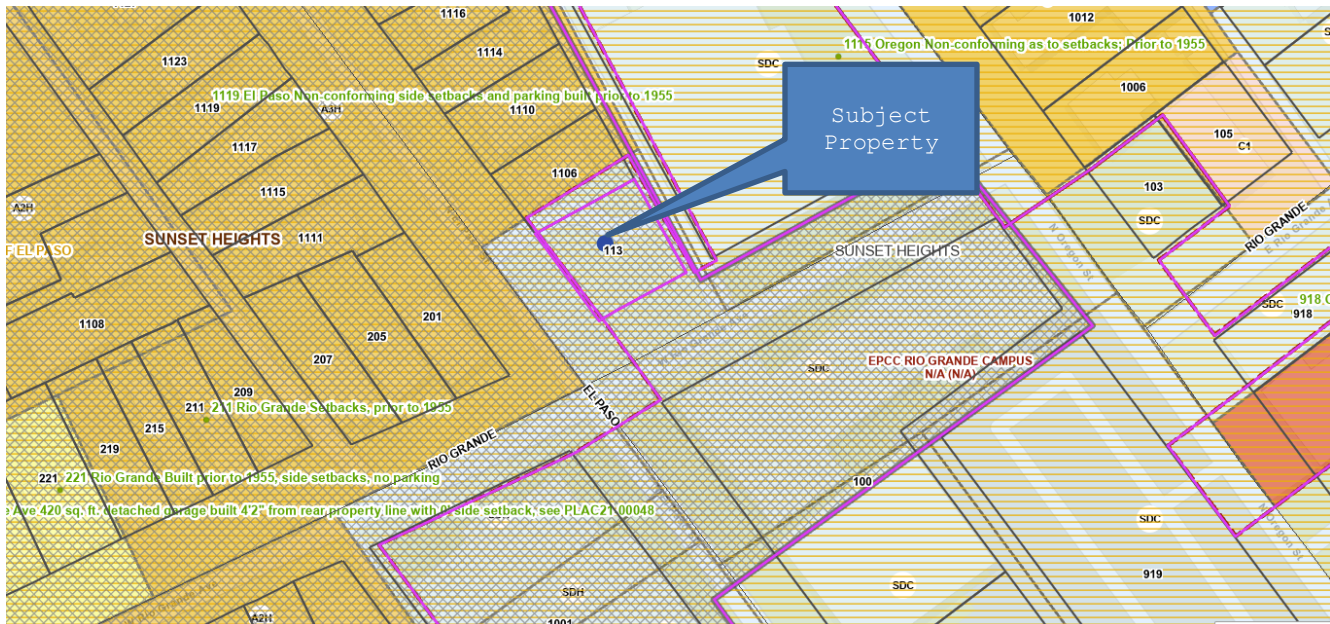 1116
1012
1114
1115 Oregon Non-conforming as to setbacks; Prior to 1955
1123
SDC
1006
1119 El Paso Non-conforming side setbacks and parking built prior to 1955
1119
A3H
1110
Subject
Property
105
C1
1117
1106
103
1115
A2H
SDC
RIO GRANDE
SUNSET HEIGHTS
1111
113
SUNSET HEIGHTS
N Oregon St
F EL PASO
SDC
918
1108
201
205
207
SDC
EPCC RIO GRANDE CAMPUS
N/A (N/A)
EL PASO
209
211
211 Rio Grande Setbacks, prior to 1955
215
219
RIO GRANDE
221
221 Rio Grande Built prior to 1955, side setbacks, no parking
100
e Ave 420 sq. ft. detached garage built 4'2" from rear property line with 0' side setback, see PLAC21-00048
SDC
N Oregon St
919
SDH
SDC
A2H
1001